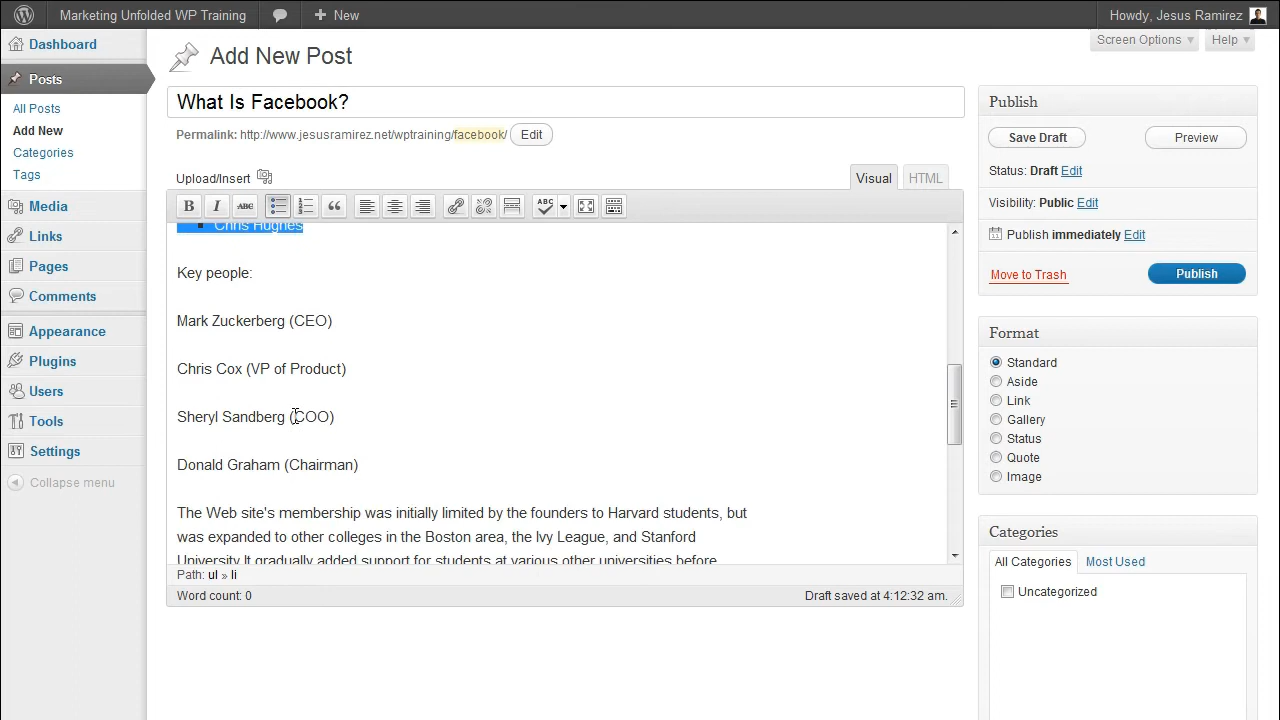 Marketing Unfolded WP Training
New
Howdy, Jesus Ramirez
Screen Options
Help
Dashboard
Posts
All Posts
Add New
Categories
Tags
Media
Links
Pages
Comments
Appearance
Plugins
Users
Tools
Settings
Collapse menu
Add New Post
What Is Facebook?
Permalink: http://www.jesusramirez.net/wptraining/facebook/ Edit
Upload/Insert
Visual
HTML
B I ABC
ABC
Chris Hughes
Key people:
Mark Zuckerberg (CEO)
Chris Cox (VP of Product)
Sheryl Sandberg (COO)
Donald Graham (Chairman)
The Web site's membership was initially limited by the founders to Harvard students, but
was expanded to other colleges in the Boston area, the Ivy League, and Stanford
University It gradually added support for students at various other universities before
Path: ul » li
Word count: 0
Draft saved at 4:12:32 am.
Publish
Save Draft
Preview
Status: Draft Edit
Visibility: Public Edit
Publish immediately Edit
Move to Trash
Publish
Format
Standard
Aside
Link
Gallery
Status
Quote
Image
Categories
All Categories
Most Used
Uncategorized